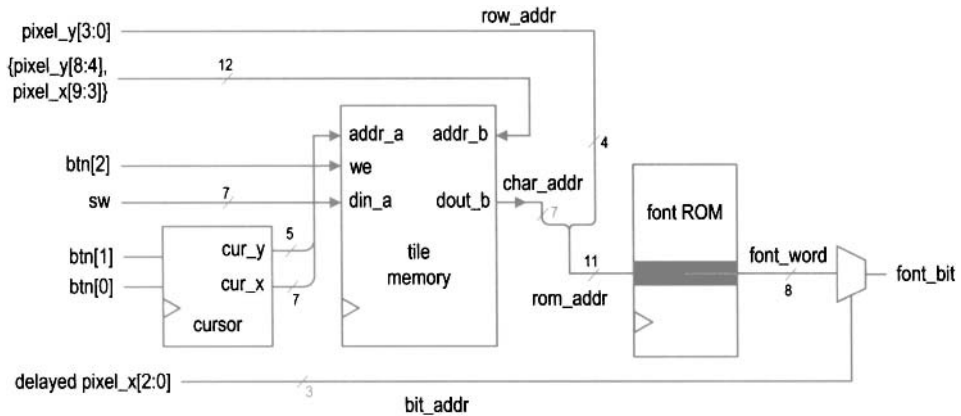 row_addr
pixel_y[3:0]
{pixel_y[8:4],
pixel_x[9:3]}
12
addr_a
addr_b
4
btn[2]
we
char_addr
sw
7
din_a
dout_b
7
font ROM
btn[1]
cur_y
5
tile
memory
font_word
btn[0]
cur_x
7
11
8
font_bit
rom_addr
cursor
delayed pixel_x[2:0]
3
bit_addr